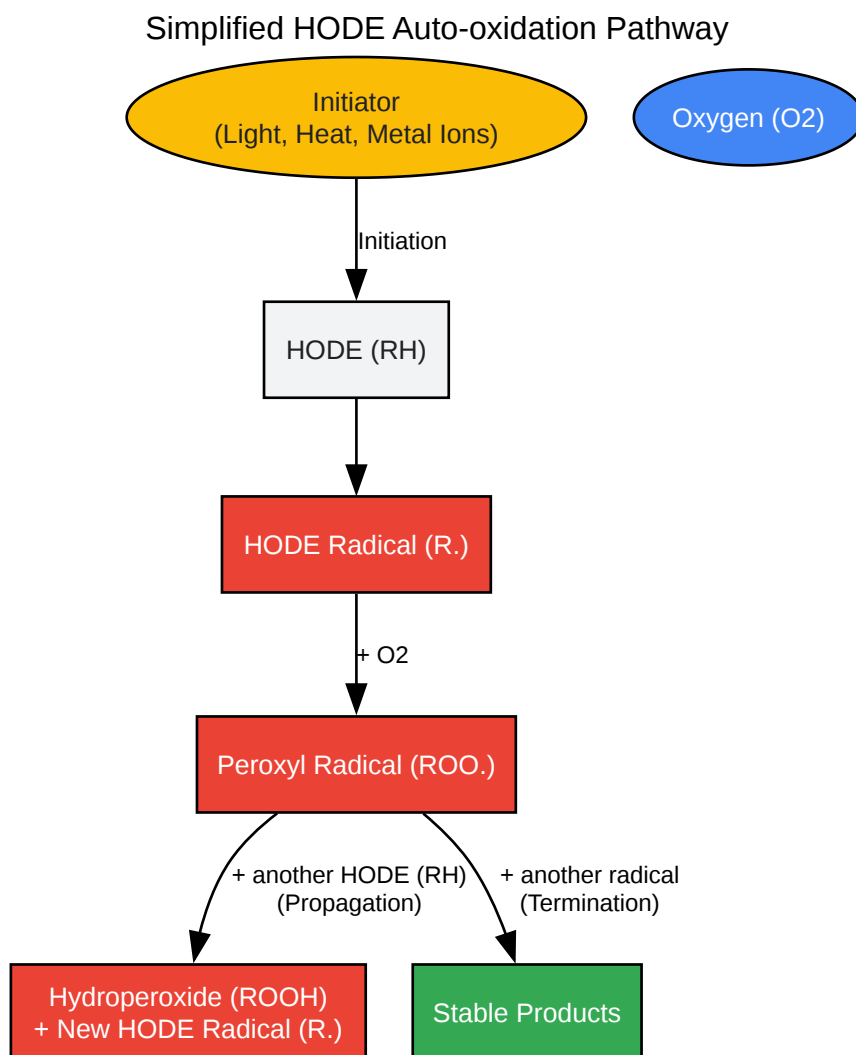 Simplified HODE Auto-oxidation Pathway
Initiator
(Light, Heat, Metal Ions)
Oxygen (O2)
Initiation
HODE (RH)
HODE Radical (R.)
+ O2
Peroxyl Radical (ROO.)
+ another HODE (RH)
(Propagation)
+ another radical
(Termination)
Hydroperoxide (ROOH)
+ New HODE Radical (R.)
Stable Products